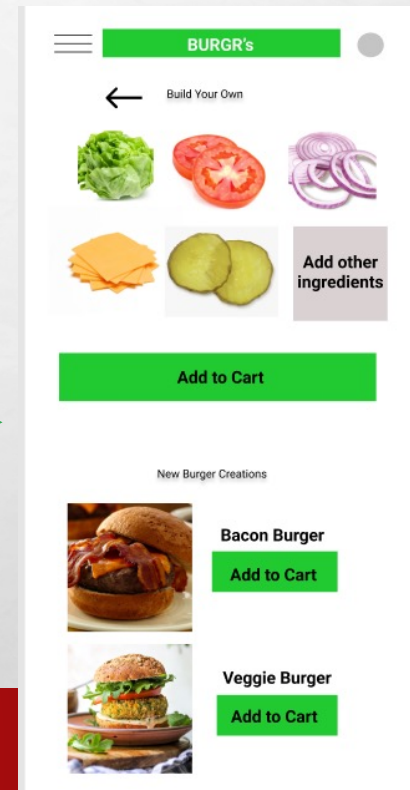 BURGR's
Build Your Own
Add other
ingredients
Add to Cart
New Burger Creations
Bacon Burger
Add to Cart
Veggie Burger
Add to Cart